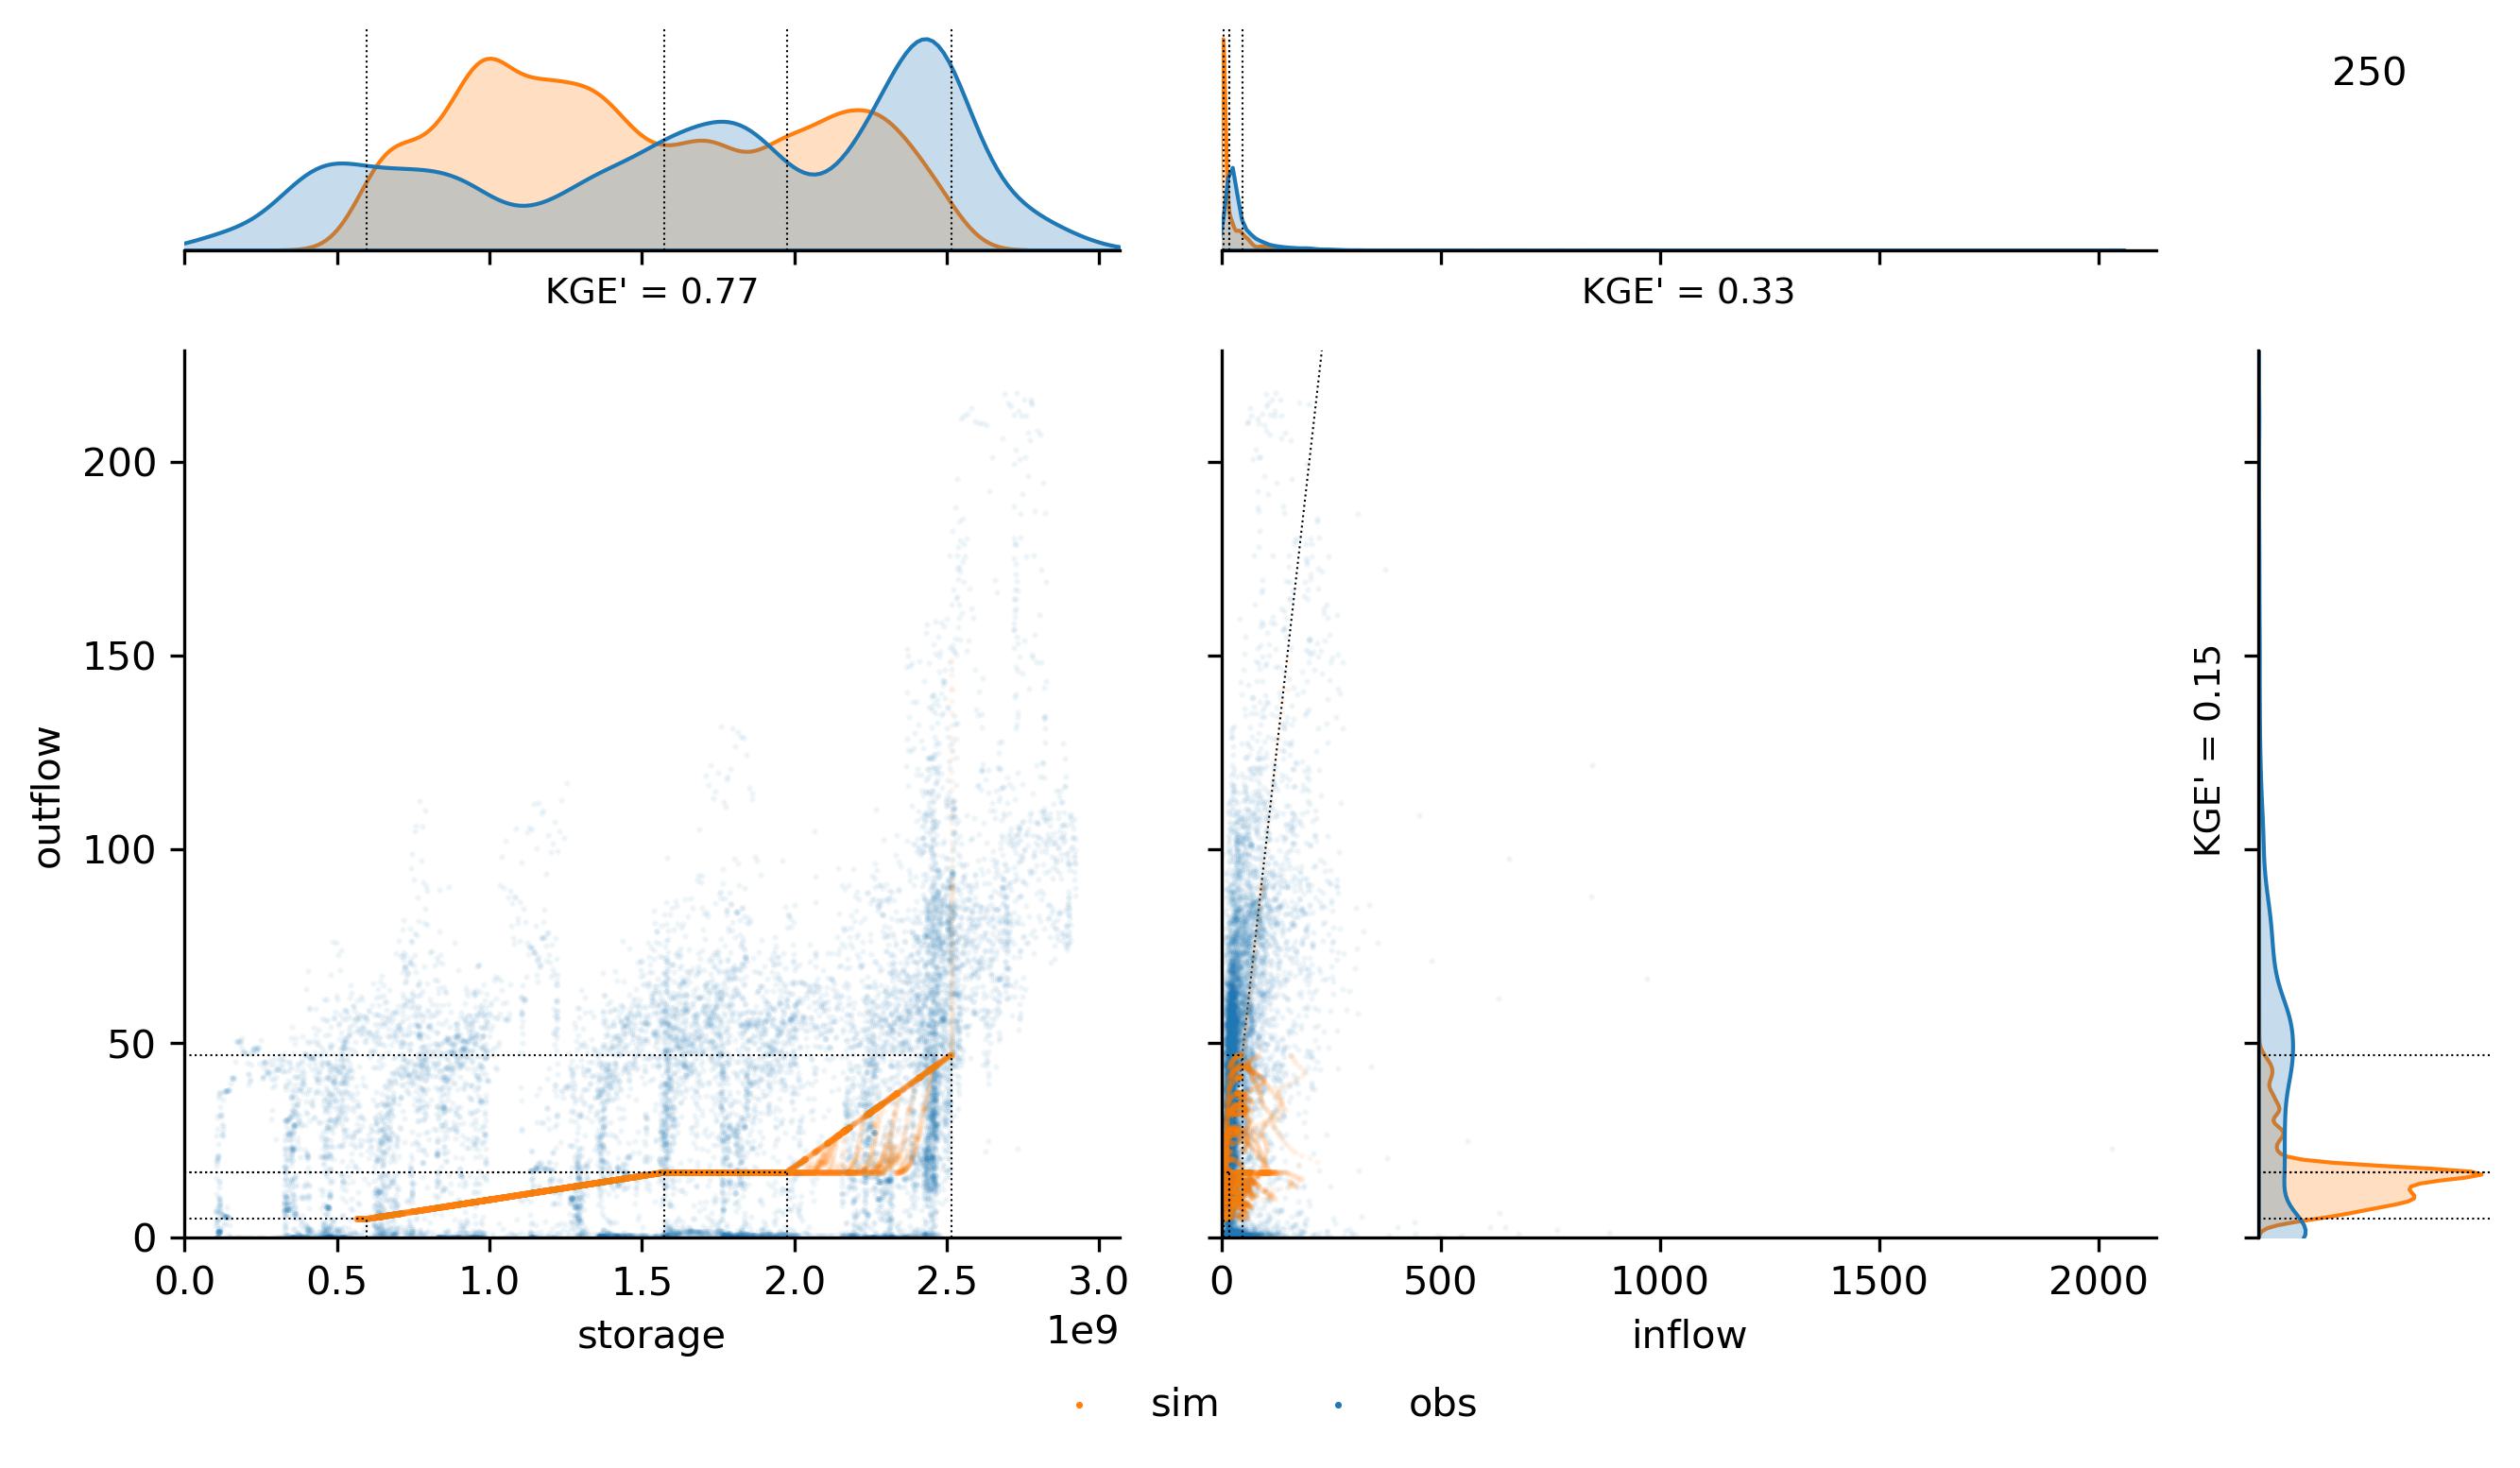 250
KGE' = 0.77
KGE' = 0.33
outflow
200
150
100
50
0
KGE' = 0.15
0.0 0.5 1.0 1.5 2.0 2.5 3.0
1e9
storage
0 500 1000 1500 2000
inflow
sim obs